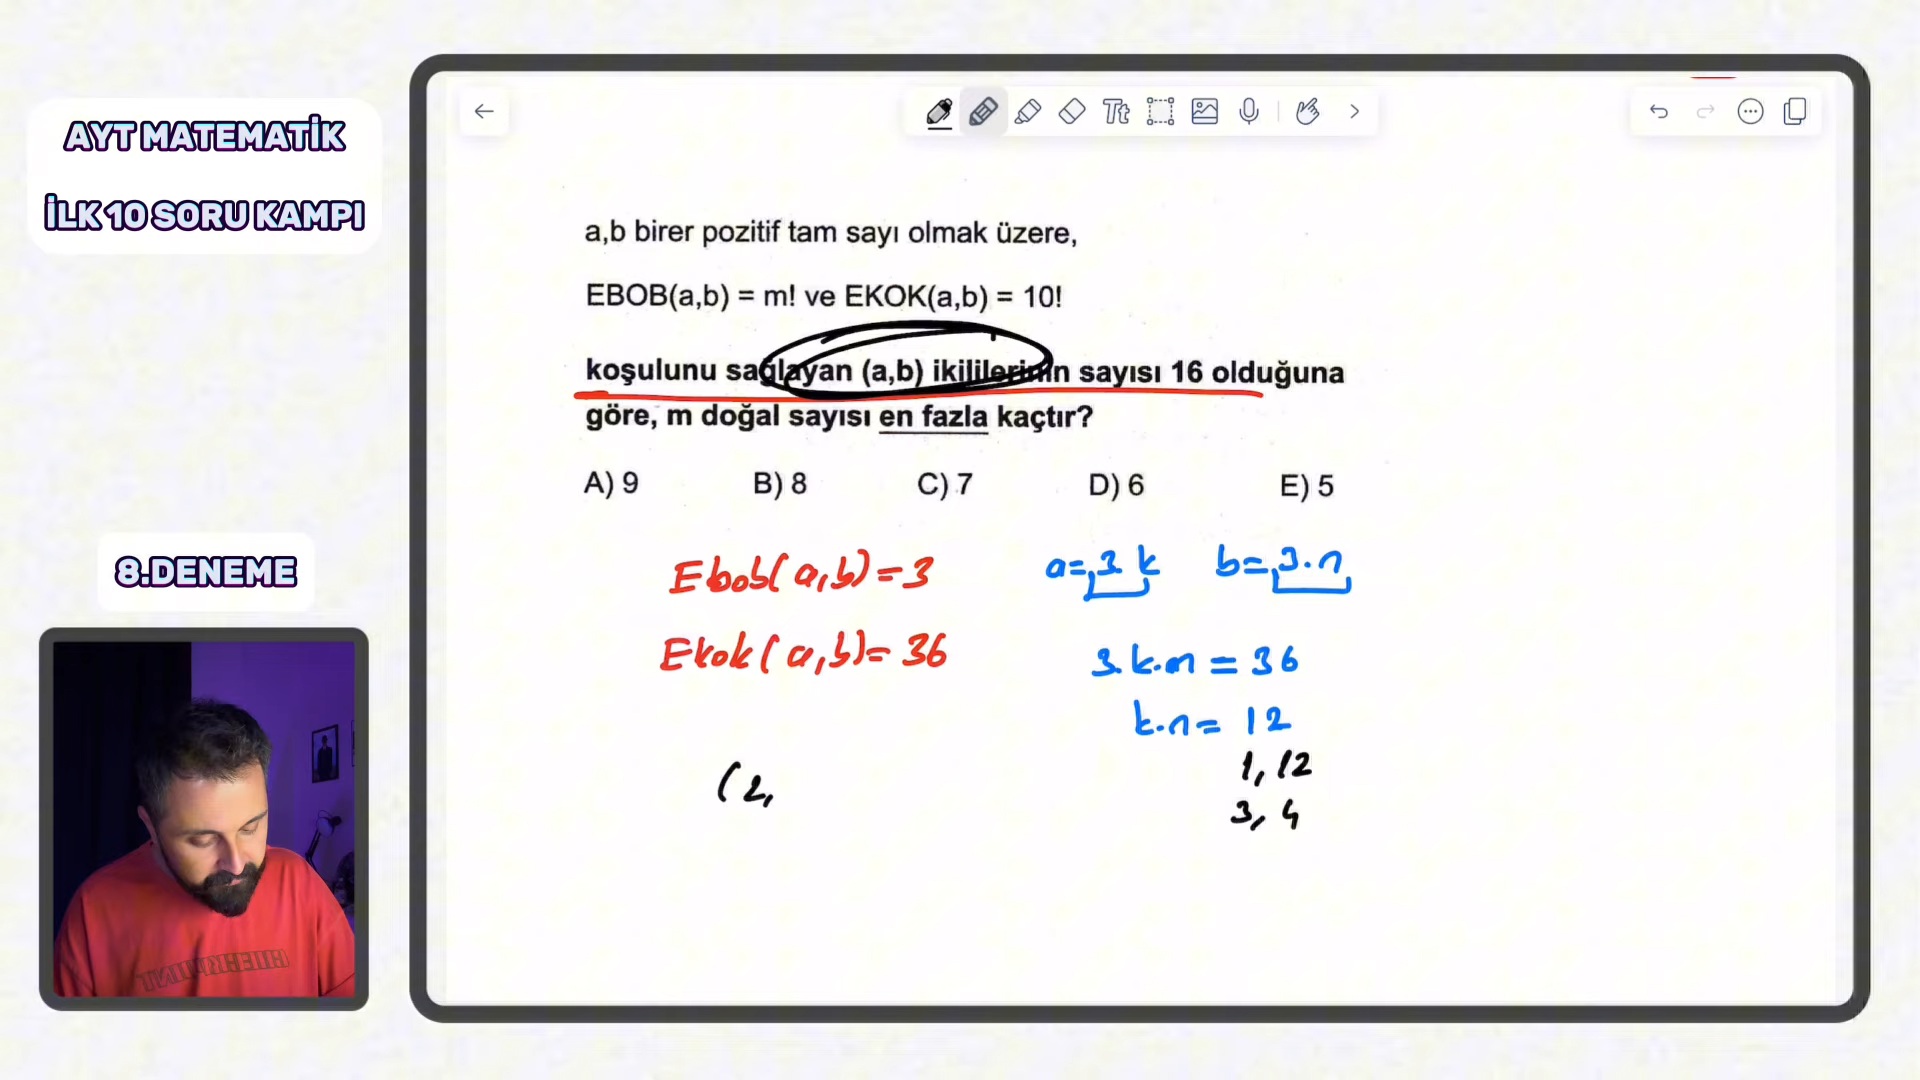 AYT MATEMATİK
İLK 10 SORU KAMPI
8.DENEME
Tt
a,b birer pozitif tam sayı olmak üzere,
EBOB(a,b) = m! ve EKOK(a,b) = 10!
koşulunu sağlayan (a,b) ikililerinin sayısı 16 olduğuna
göre, m doğal sayısı en fazla kaçtır?
A) 9 B) 8 C) 7 D) 6 E) 5
Ebob(a,b)=3 a=3.k b=3.n
Ekok(a,b)=36 3.k.n=36
k.n=12
1,12
(2,
3,4